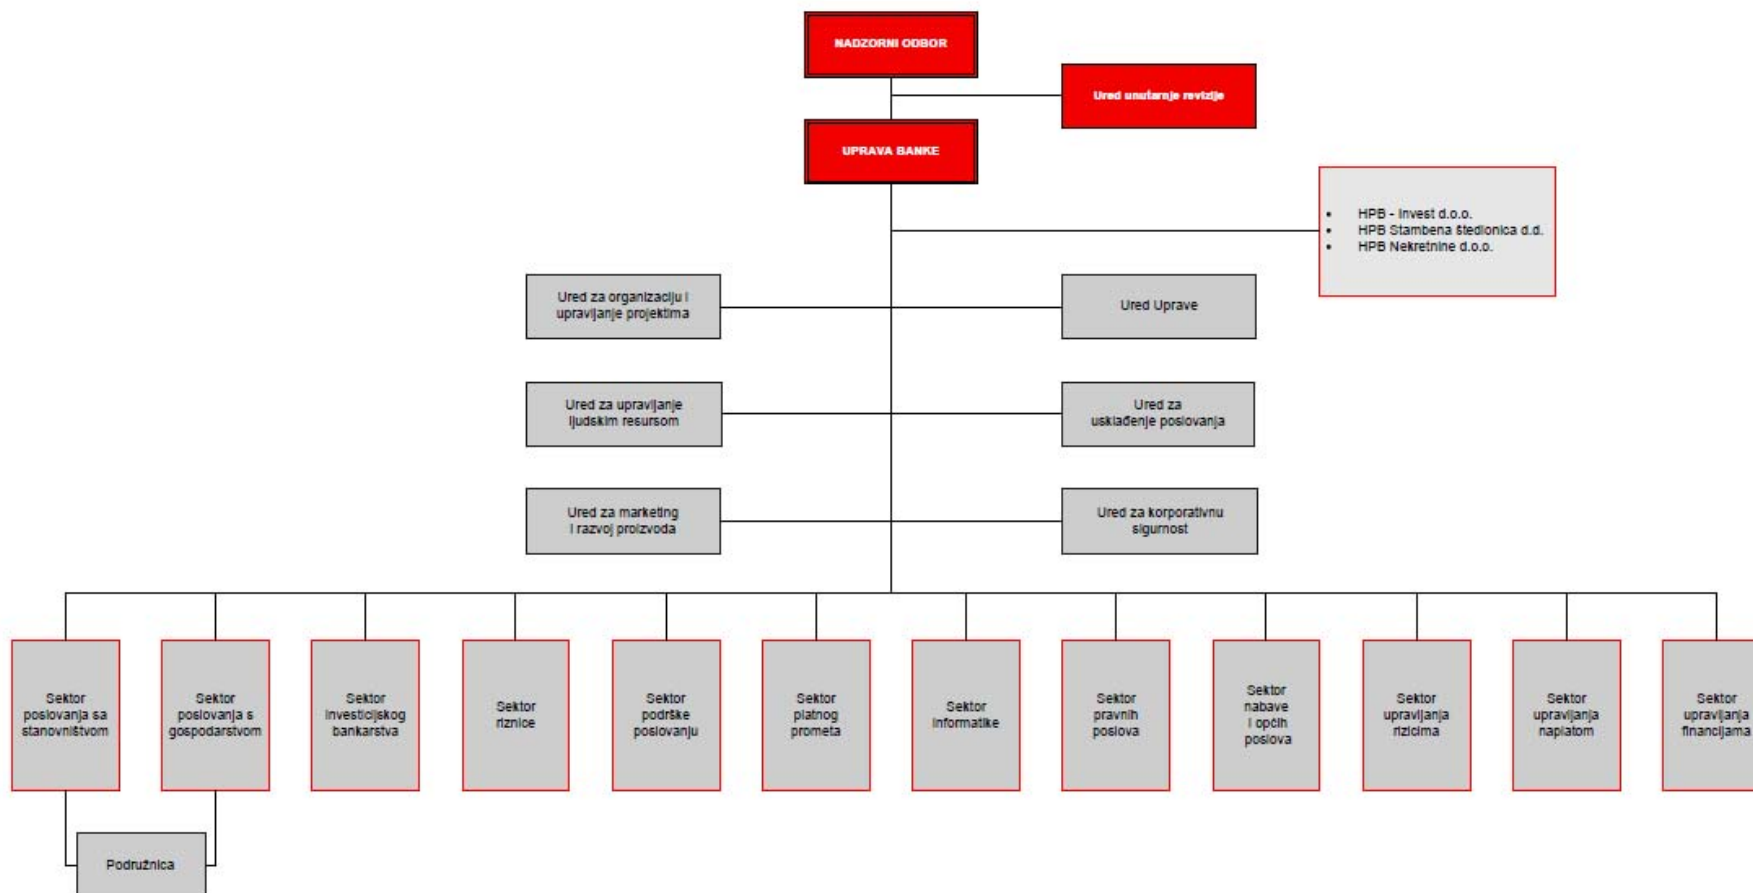 NADZORNI ODBOR
Ured unutarnje revizije
UPRAVA BANKE
• HPB - Invest d.o.o.
• HPB Stambena štedionica d.d.
• HPB Nekretnine d.o.o.
Ured za organizaciju i
upravljanje projektima
Ured Uprave
Ured za upravljanje
ljudskim resursom
Ured za
usklađenje poslovanja
Ured za marketing
i razvoj proizvoda
Ured za korporativnu
sigurnost
Sektor
poslovanja sa
stanovništvom
Sektor
poslovanja s
gospodarstvom
Sektor
investicijskog
bankarstva
Sektor
riznice
Sektor
podrške
poslovanju
Sektor
platnog
prometa
Sektor
informatike
Sektor
pravnih
poslova
Sektor
nabave
i općih
poslova
Sektor
upravljanja
rizicima
Sektor
upravljanja
naplatom
Sektor
upravljanja
financijama
Podružnica